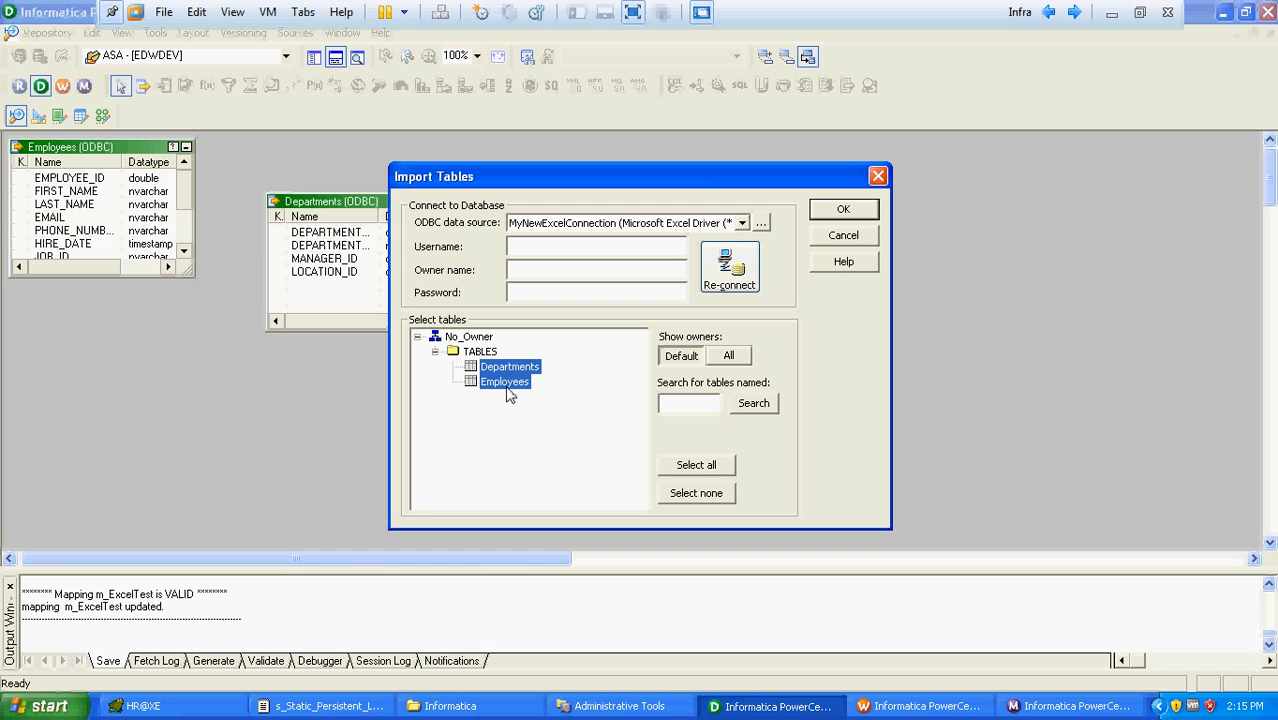 Informatica P
File Edit View VM Tabs Help
Infra
Repository Edit View Tools Layout Versioning Sources Window Help
ASA - [EDWDEV]
100%
Employees (ODBC)
K. Name Datatype
EMPLOYEE_ID double
FIRST_NAME nvarchar
LAST_NAME nvarchar
EMAIL nvarchar
PHONE_NUMB... nvarchar
HIRE_DATE timestamp
JOB_ID nvarchar
Departments (ODBC)
K. Name
DEPARTMENT...
DEPARTMENT...
MANAGER_ID
LOCATION_ID
Import Tables
Connect to Database
ODBC data source: MyNewExcelConnection (Microsoft Excel Driver (* ...
Username:
Owner name:
Password:
Re-connect
OK
Cancel
Help
Select tables
No_Owner
TABLES
Departments
Employees
Show owners:
Default All
Search for tables named:
Search
Select all
Select none
Output Win
******** Mapping m_ExcelTest is VALID ********
mapping m_ExcelTest updated.
Save Fetch Log Generate Validate Debugger Session Log Notifications
Ready
start HR@XE s_Static_Persistent_L... Informatica Administrative Tools Informatica PowerCe... Informatica PowerCe... Informatica PowerCe... 2:15 PM